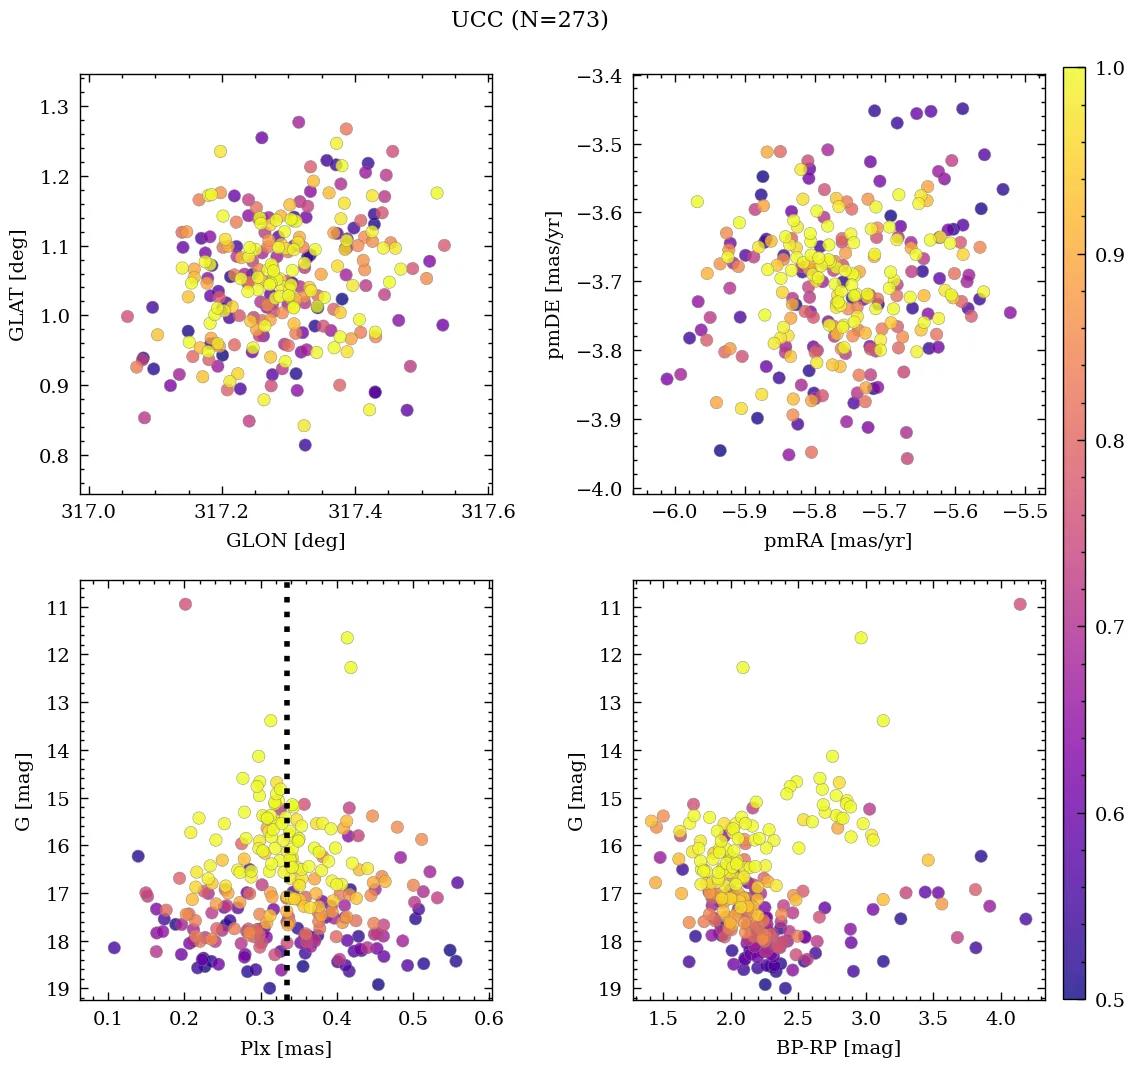 UCC (N=273)
1.3
1.2
1.1
1.0
0.9
0.8
GLAT [deg]
317.0 317.2 317.4 317.6
GLON [deg]
−3.4
−3.5
−3.6
−3.7
−3.8
−3.9
−4.0
pmDE [mas/yr]
−6.0 −5.9 −5.8 −5.7 −5.6 −5.5
pmRA [mas/yr]
11
12
13
14
15
16
17
18
19
G [mag]
0.1 0.2 0.3 0.4 0.5 0.6
Plx [mas]
11
12
13
14
15
16
17
18
19
G [mag]
1.5 2.0 2.5 3.0 3.5 4.0
BP-RP [mag]
1.0
0.9
0.8
0.7
0.6
0.5